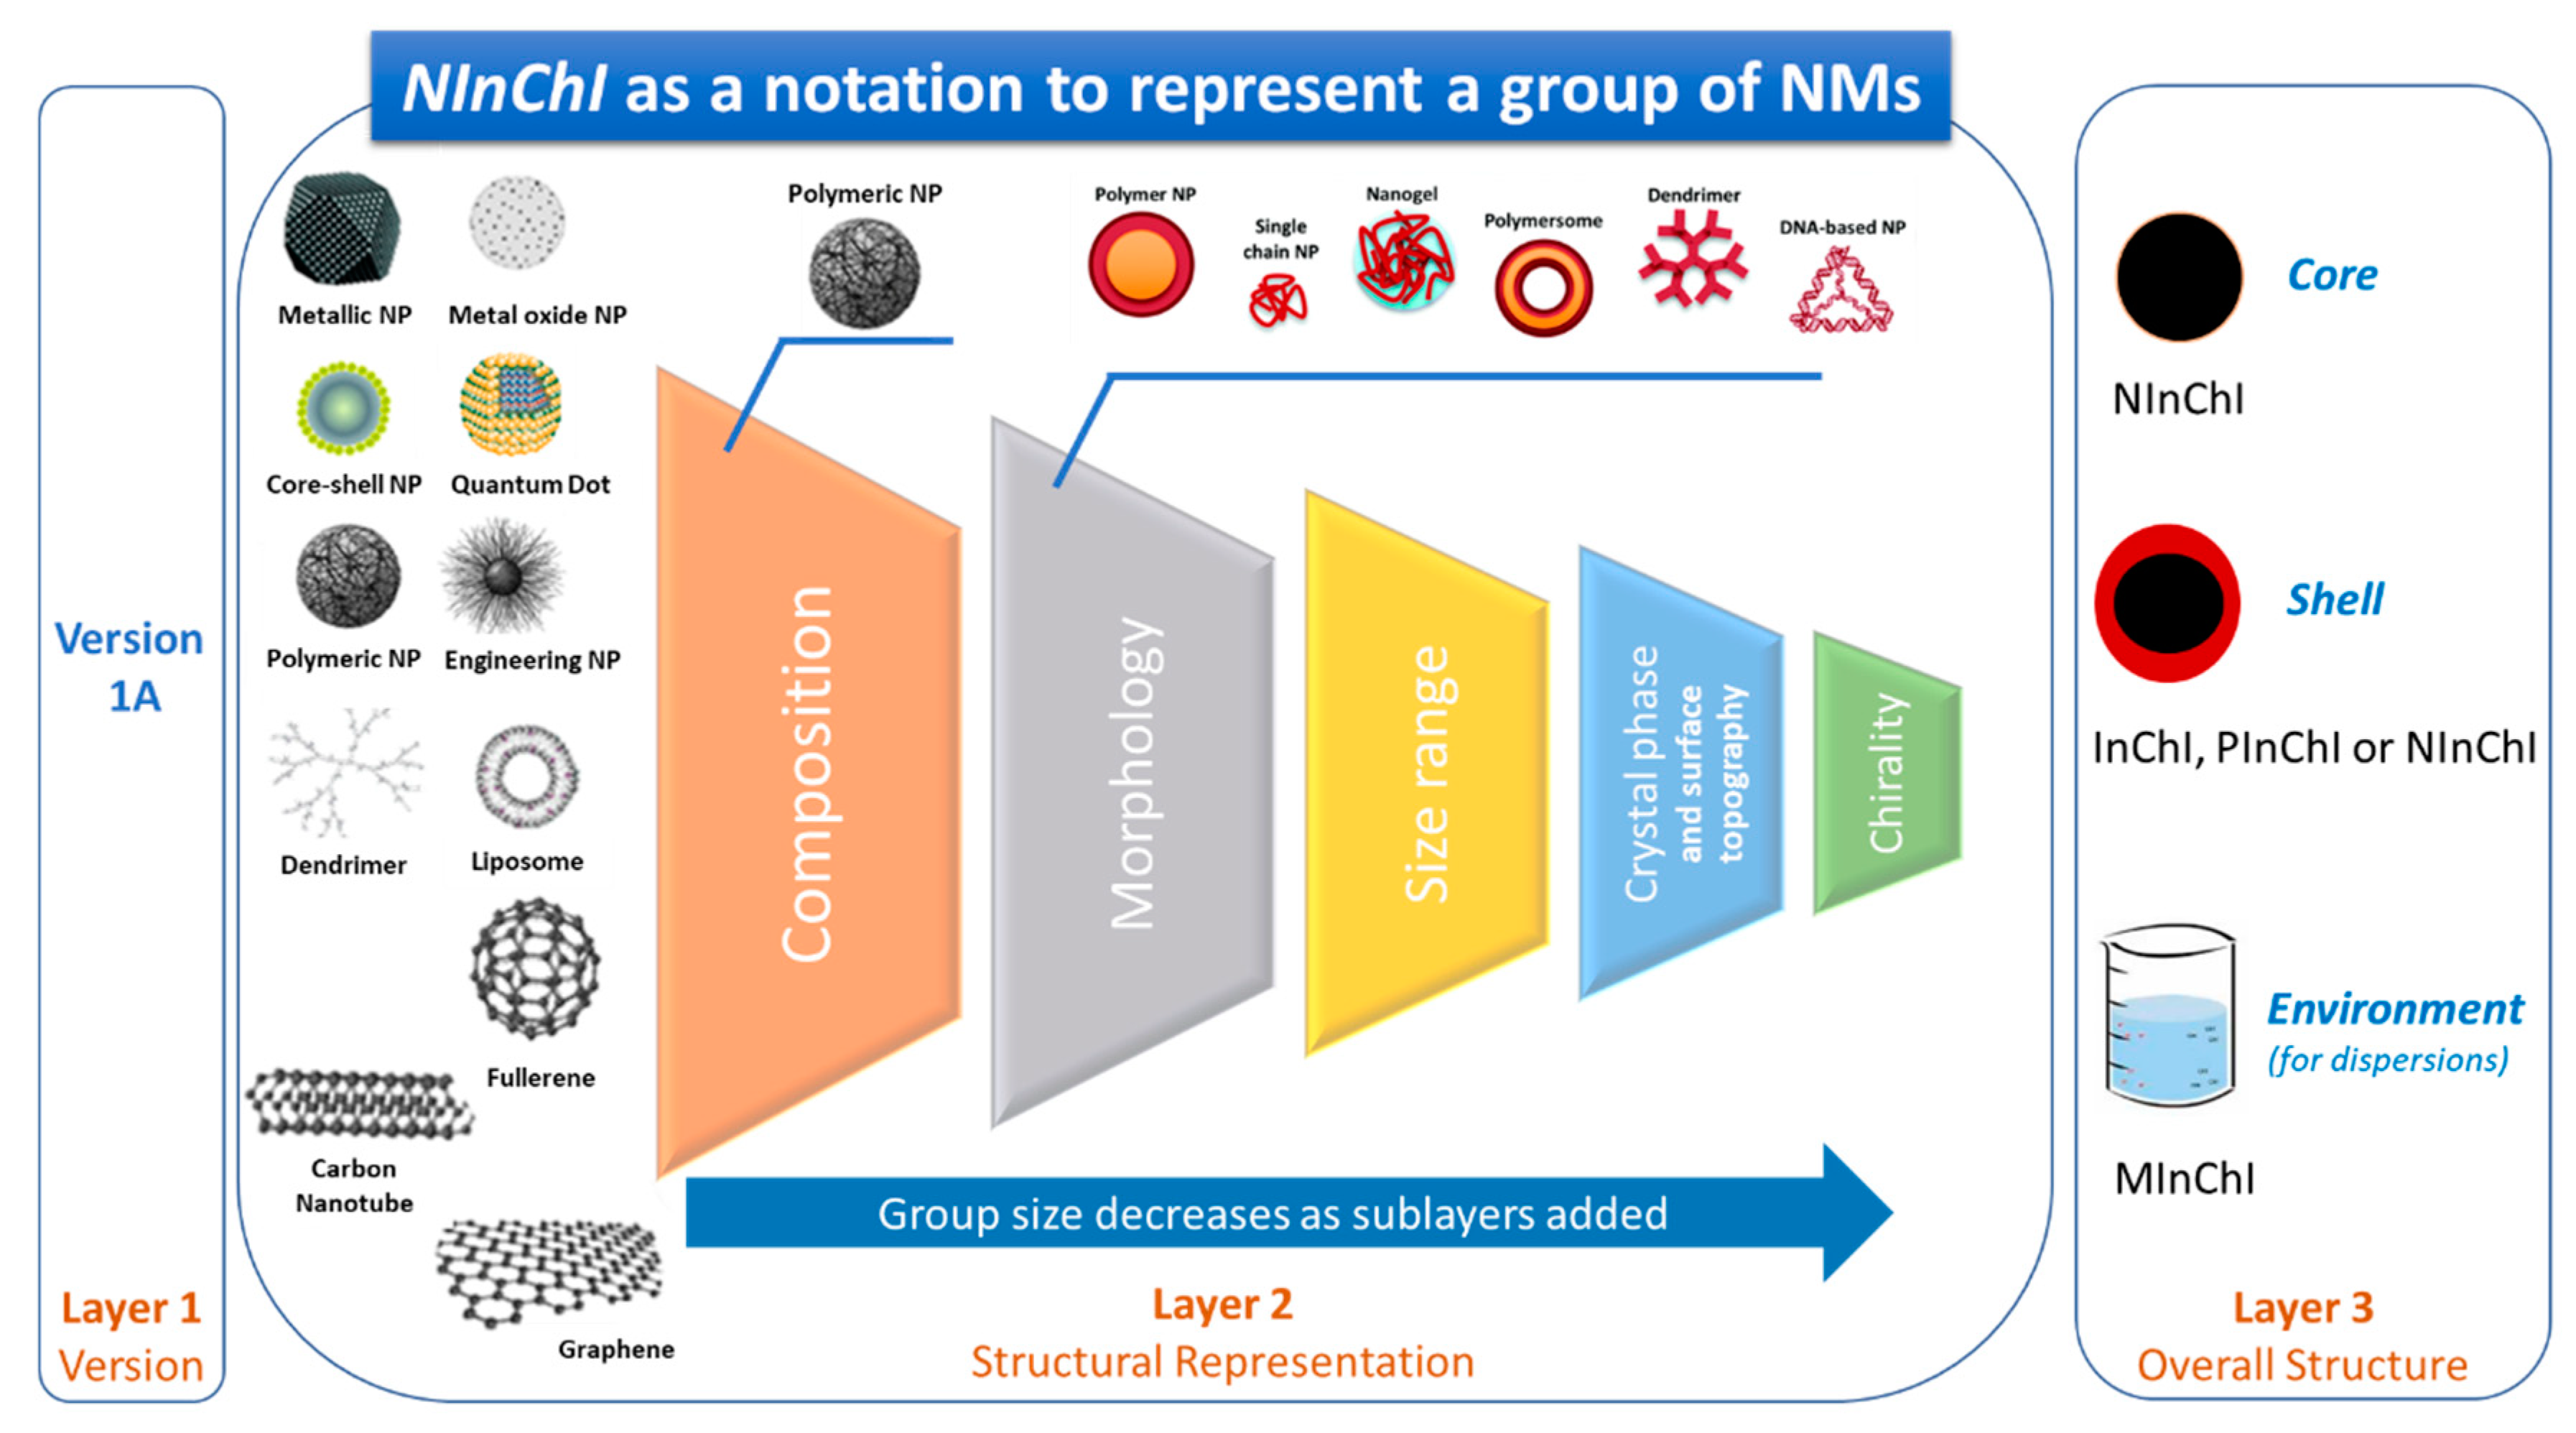 NInChI as a notation to represent a group of NMs
Version
1A
Layer 1
Version
Metallic NP
Metal oxide NP
Core-shell NP
Quantum Dot
Polymeric NP
Engineering NP
Dendrimer
Liposome
Fullerene
Carbon
Nanotube
Graphene
Polymeric NP
Polymer NP
Single
chain NP
Nanogel
Polymersome
Dendrimer
DNA-based NP
Composition
Morphology
Size range
Crystal phase
and surface
topography
Chirality
Group size decreases as sublayers added
Layer 2
Structural Representation
Core
NInChI
Shell
InChI, PInChI or NInChI
Environment
(for dispersions)
MInChI
Layer 3
Overall Structure